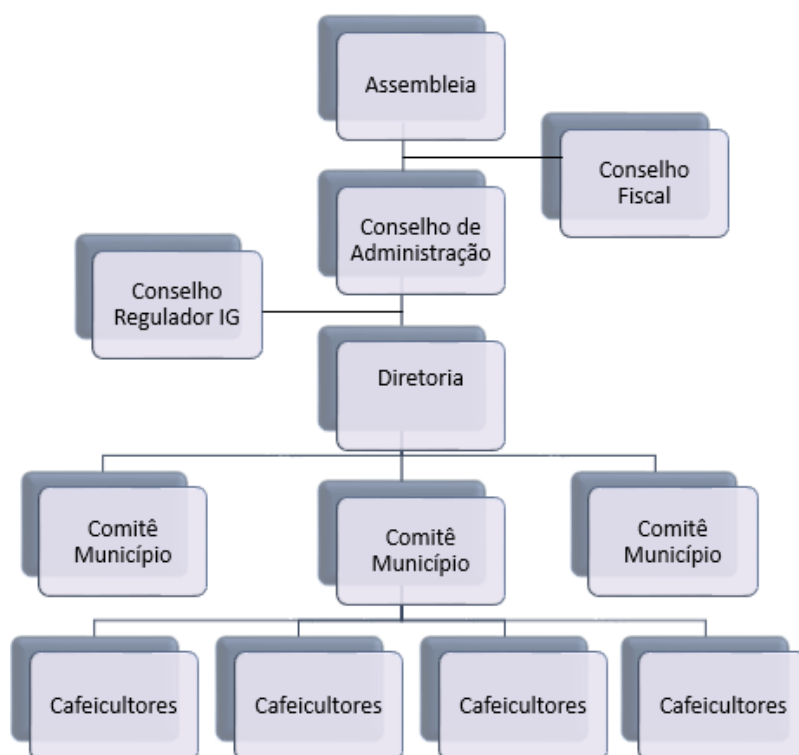 Assembleia
Conselho
Fiscal
Conselho de
Administração
Conselho
Regulador IG
Diretoria
Comitê
Município
Comitê
Município
Comitê
Município
Cafeicultores
Cafeicultores
Cafeicultores
Cafeicultores